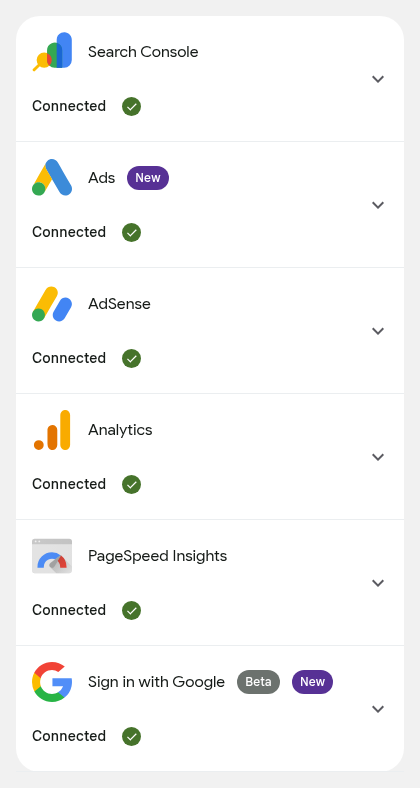 Search Console
Connected
Ads New
Connected
AdSense
Connected
Analytics
Connected
PageSpeed Insights
Connected
Sign in with Google Beta New
Connected